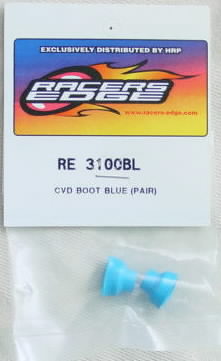 EXCLUSIVELY DISTRIBUTED BY HRP
RACERS
EDGE
www.racers-edge.com
RE 3100BL
CVD BOOT BLUE (PAIR)